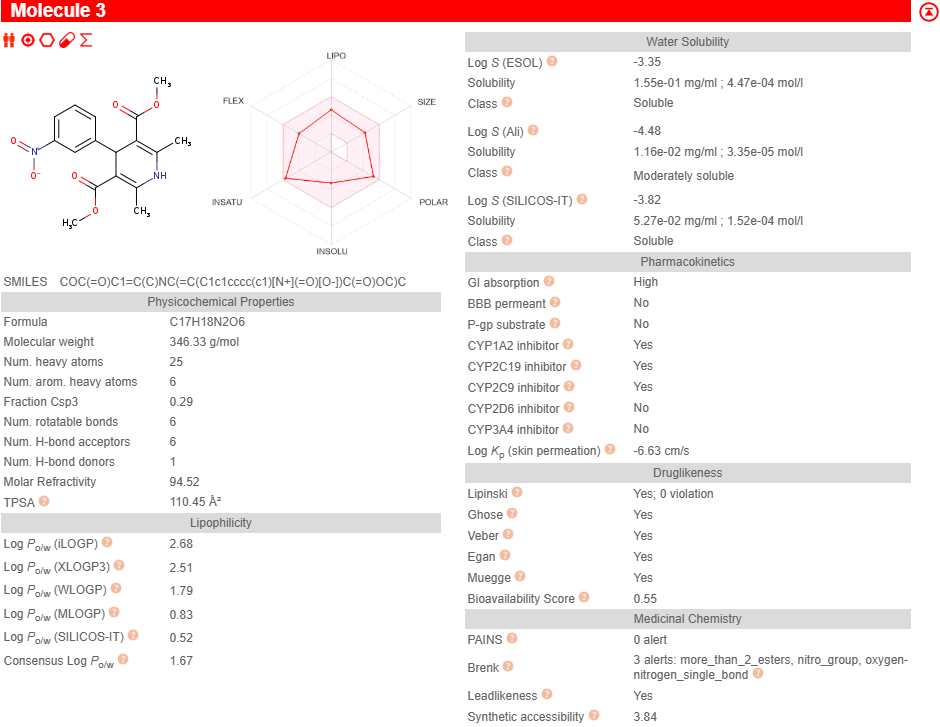 Molecule 3
LIPO
FLEX
SIZE
INSATU
POLAR
INSOLU
CH₃
O
O
CH₃
O
N⁺
O⁻
NH
O
O
CH₃
H₃C
SMILES COC(=O)C1=C(C)NC(=C(C1c1cccc(c1)[N+](=O)[O-])C(=O)OC)C
Physicochemical Properties
Formula C17H18N2O6
Molecular weight 346.33 g/mol
Num. heavy atoms 25
Num. arom. heavy atoms 6
Fraction Csp3 0.29
Num. rotatable bonds 6
Num. H-bond acceptors 6
Num. H-bond donors 1
Molar Refractivity 94.52
TPSA ? 110.45 Å²
Lipophilicity
Log Po/w (iLOGP) ? 2.68
Log Po/w (XLOGP3) ? 2.51
Log Po/w (WLOGP) ? 1.79
Log Po/w (MLOGP) ? 0.83
Log Po/w (SILICOS-IT) ? 0.52
Consensus Log Po/w ? 1.67
Water Solubility
Log S (ESOL) ? -3.35
Solubility 1.55e-01 mg/ml ; 4.47e-04 mol/l
Class ? Soluble
Log S (Ali) ? -4.48
Solubility 1.16e-02 mg/ml ; 3.35e-05 mol/l
Class ? Moderately soluble
Log S (SILICOS-IT) ? -3.82
Solubility 5.27e-02 mg/ml ; 1.52e-04 mol/l
Class ? Soluble
Pharmacokinetics
GI absorption ? High
BBB permeant ? No
P-gp substrate ? No
CYP1A2 inhibitor ? Yes
CYP2C19 inhibitor ? Yes
CYP2C9 inhibitor ? Yes
CYP2D6 inhibitor ? No
CYP3A4 inhibitor ? No
Log Kp (skin permeation) ? -6.63 cm/s
Druglikeness
Lipinski ? Yes; 0 violation
Ghose ? Yes
Veber ? Yes
Egan ? Yes
Muegge ? Yes
Bioavailability Score ? 0.55
Medicinal Chemistry
PAINS ? 0 alert
Brenk ? 3 alerts: more_than_2_esters, nitro_group, oxygen-
nitrogen_single_bond ?
Leadlikeness ? Yes
Synthetic accessibility ? 3.84